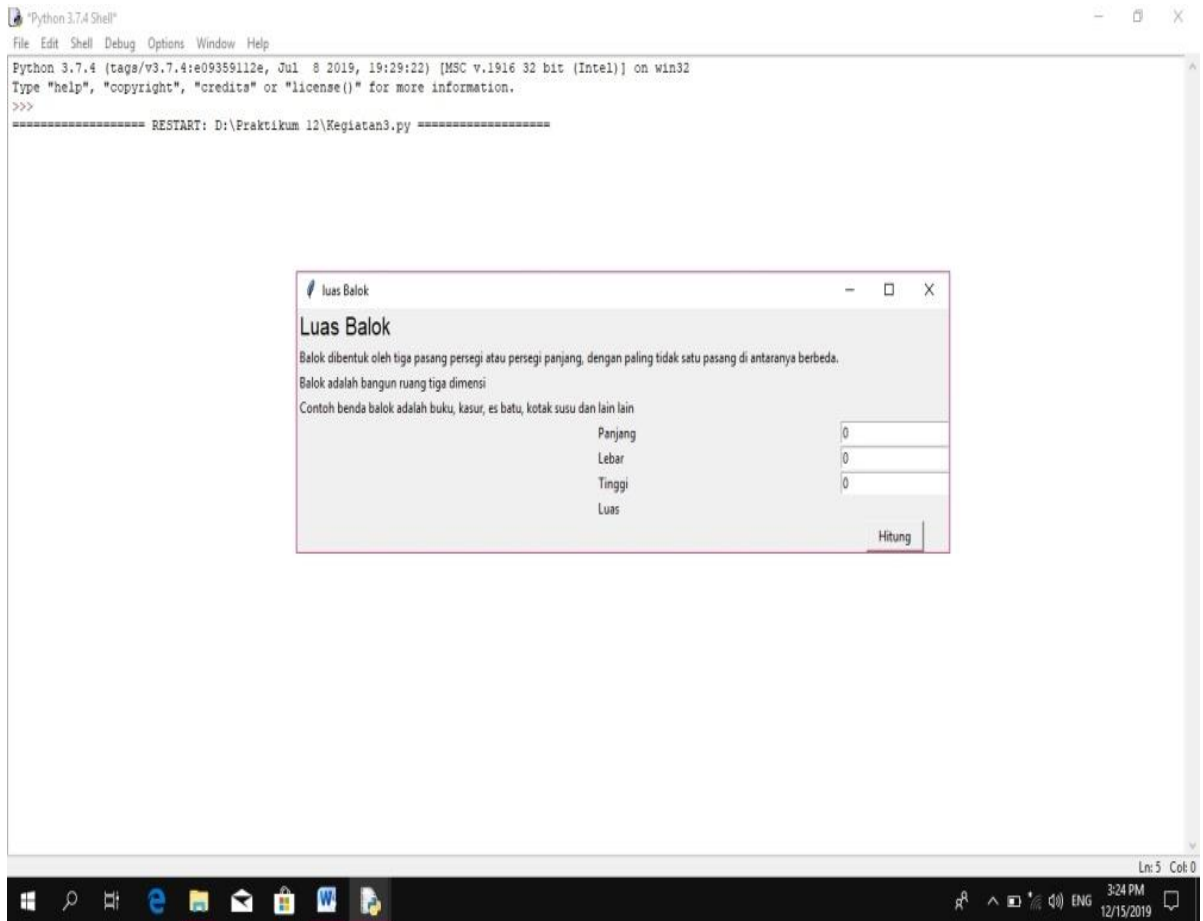 *Python 3.7.4 Shell*
File Edit Shell Debug Options Window Help
Python 3.7.4 (tags/v3.7.4:e09359112e, Jul 8 2019, 19:29:22) [MSC v.1916 32 bit (Intel)] on win32
Type "help", "copyright", "credits" or "license()" for more information.
>>>
=================== RESTART: D:\Praktikum 12\Kegiatan3.py ===================
luas Balok
Luas Balok
Balok dibentuk oleh tiga pasang persegi atau persegi panjang, dengan paling tidak satu pasang di antaranya berbeda.
Balok adalah bangun ruang tiga dimensi
Contoh benda balok adalah buku, kasur, es batu, kotak susu dan lain lain
Panjang 0
Lebar 0
Tinggi 0
Luas
Hitung
Ln: 5 Col: 0
ENG
3:24 PM
12/15/2019